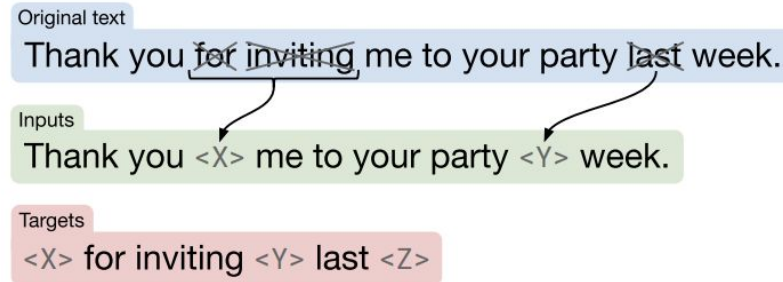 Original text
Thank you for inviting me to your party last week.
Inputs
Thank you <X> me to your party <Y> week.
Targets
<X> for inviting <Y> last <Z>